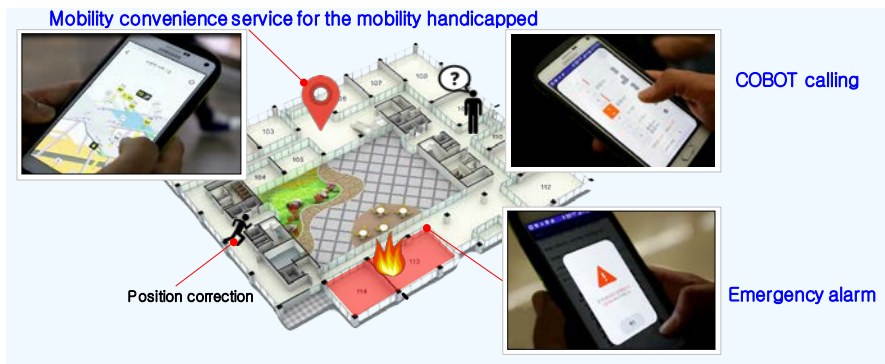 Mobility convenience service for the mobility handicapped
COBOT calling
SAMSUNG
?
107
108
103
105
104
112
113
114
Position correction
Emergency alarm